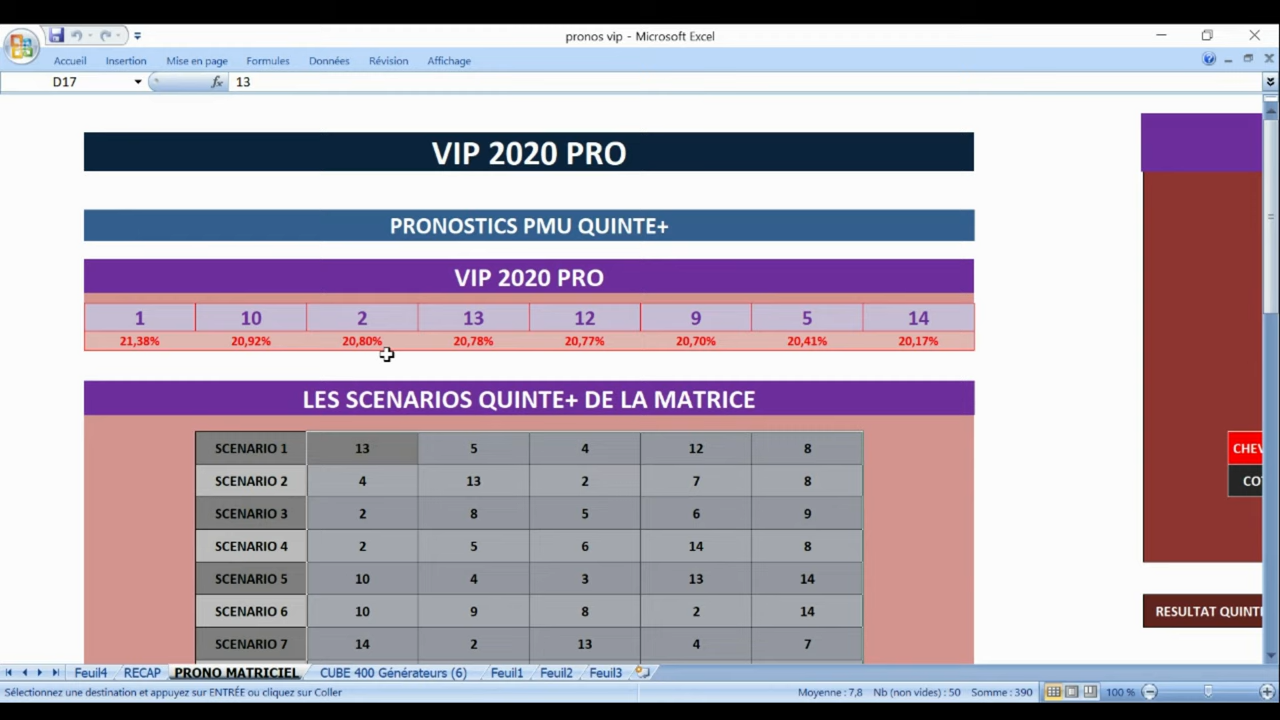 pronos vip - Microsoft Excel
Accueil Insertion Mise en page Formules Données Révision Affichage
D17 fx 13
VIP 2020 PRO
PRONOSTICS PMU QUINTE+
VIP 2020 PRO
1 10 2 13 12 9 5 14
21,38% 20,92% 20,80% 20,78% 20,77% 20,70% 20,41% 20,17%
LES SCENARIOS QUINTE+ DE LA MATRICE
SCENARIO 1 13 5 4 12 8
CHEV
SCENARIO 2 4 13 2 7 8
COT
SCENARIO 3 2 8 5 6 9
SCENARIO 4 2 5 6 14 8
SCENARIO 5 10 4 3 13 14
SCENARIO 6 10 9 8 2 14
RESULTAT QUINT
SCENARIO 7 14 2 13 4 7
Feuil4 RECAP PRONO MATRICIEL CUBE 400 Générateurs (6) Feuil1 Feuil2 Feuil3
Sélectionnez une destination et appuyez sur ENTRÉE ou cliquez sur Coller Moyenne : 7,8 Nb (non vides) : 50 Somme : 390 100 %